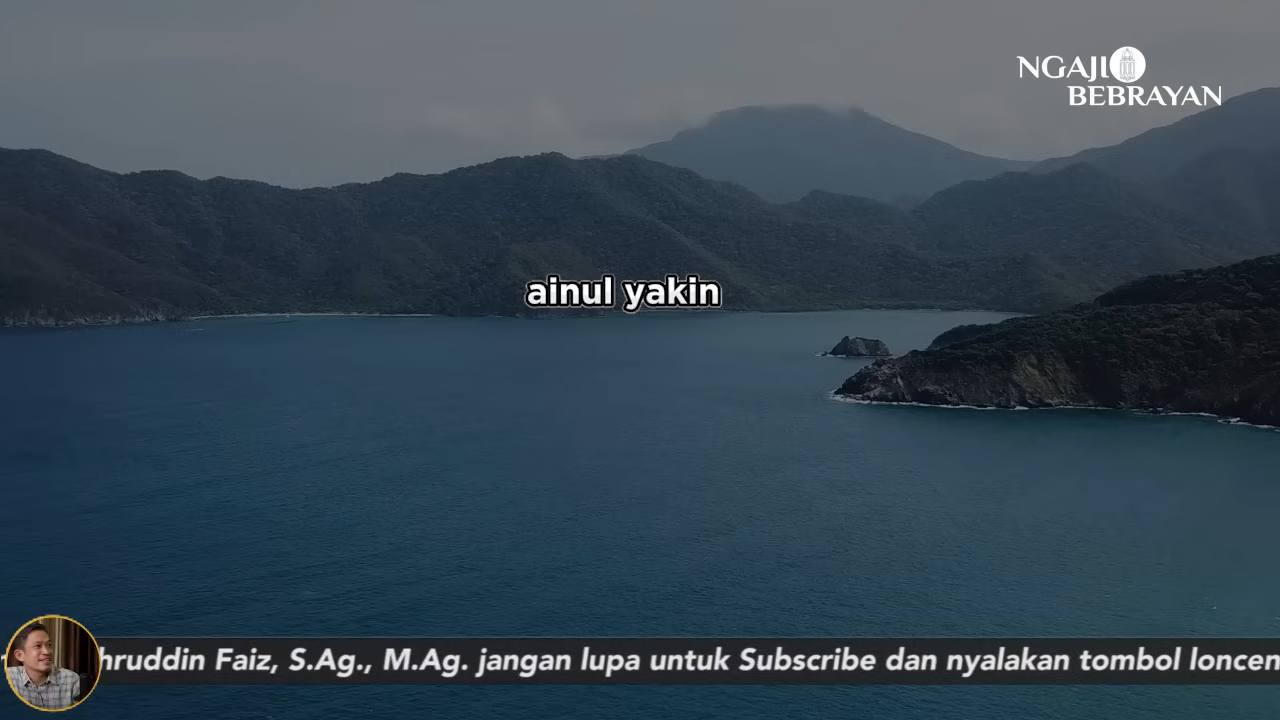 NGAJI
BEBRAYAN
ainul yakin
hruddin Faiz, S.Ag., M.Ag. jangan lupa untuk Subscribe dan nyalakan tombol loncen